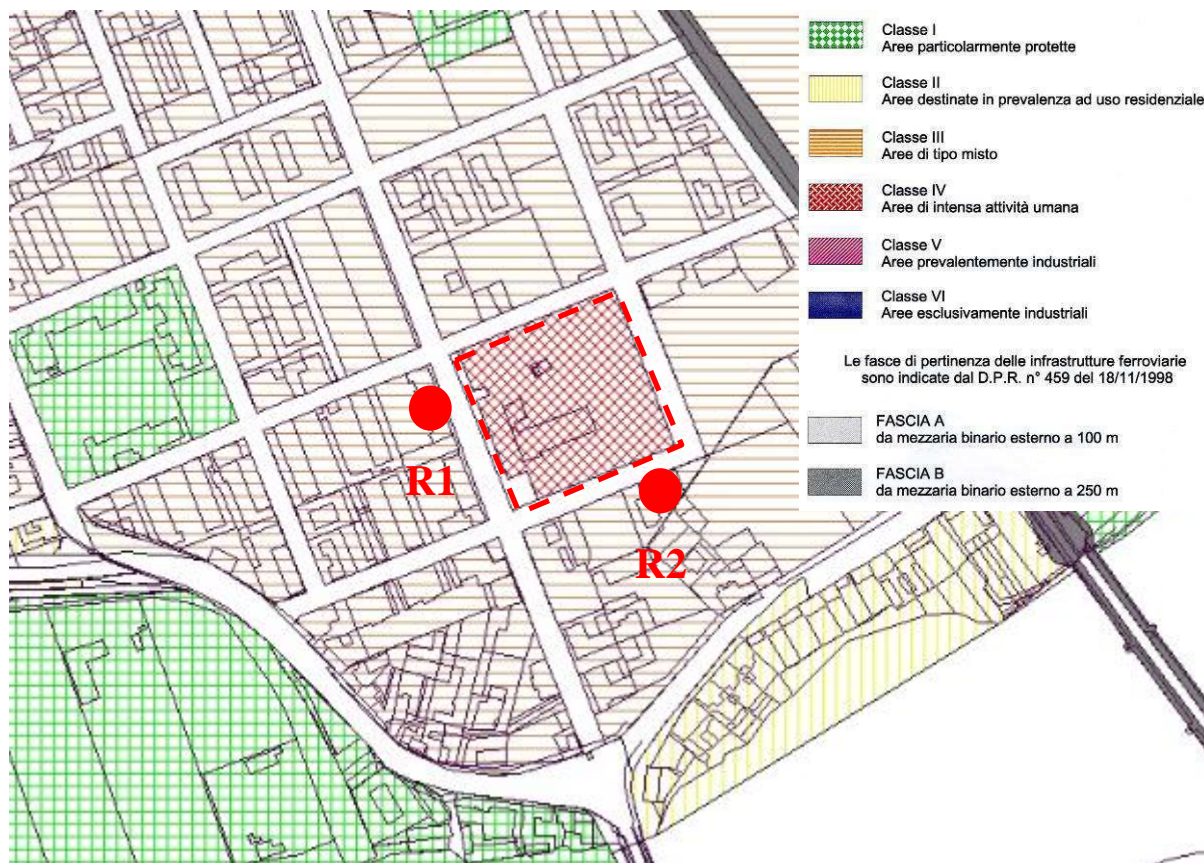 Classe I
Aree particolarmente protette
Classe II
Aree destinate in prevalenza ad uso residenziale
Classe III
Aree di tipo misto
Classe IV
Aree di intensa attività umana
Classe V
Aree prevalentemente industriali
Classe VI
Aree esclusivamente industriali
Le fasce di pertinenza delle infrastrutture ferroviarie
sono indicate dal D.P.R. n° 459 del 18/11/1998
FASCIA A
da mezzaria binario esterno a 100 m
FASCIA B
da mezzaria binario esterno a 250 m
R1
R2